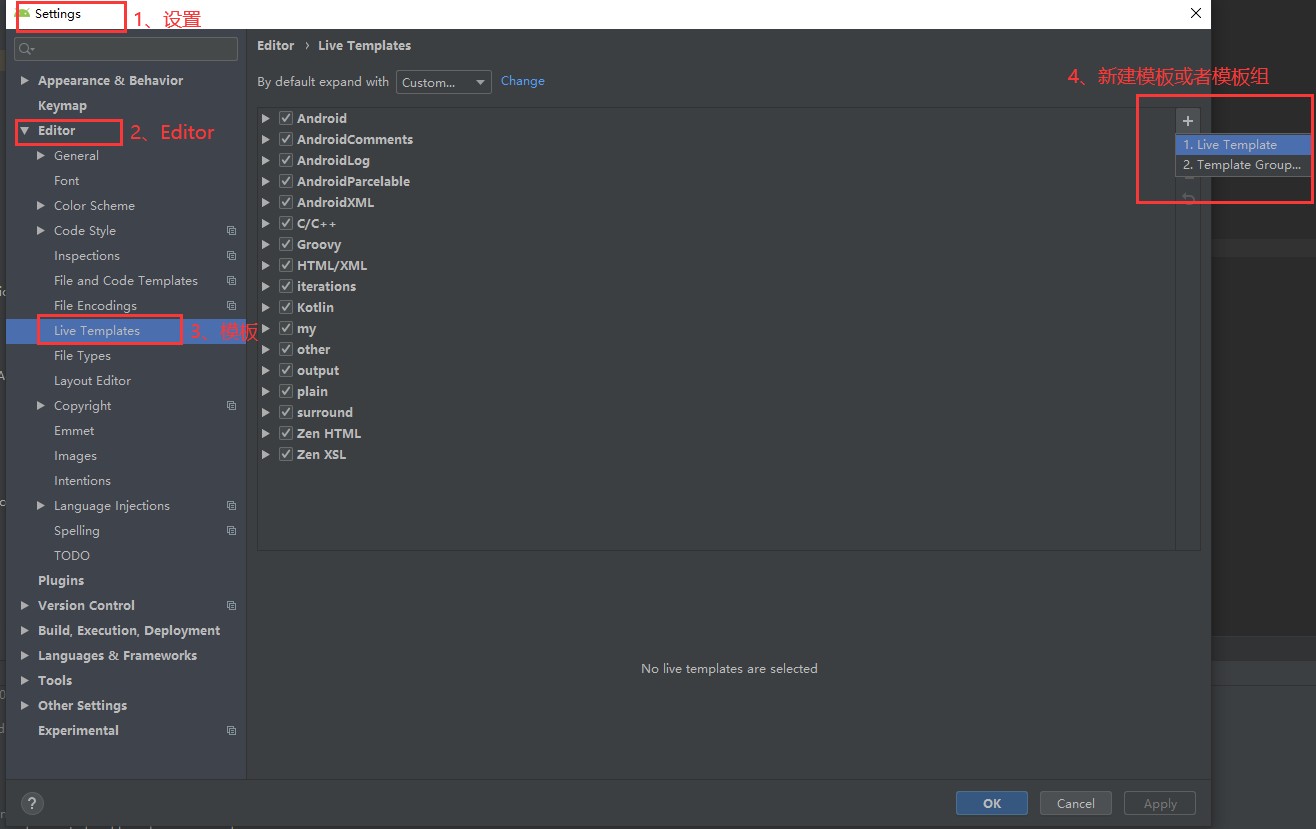 Settings
1、设置
Editor › Live Templates
By default expand with Custom... Change
4、新建模板或者模板组
Appearance & Behavior
Keymap
Editor
2、Editor
General
Font
Color Scheme
Code Style
Inspections
File and Code Templates
File Encodings
Live Templates
3、模板
File Types
Layout Editor
Copyright
Emmet
Images
Intentions
Language Injections
Spelling
TODO
Plugins
Version Control
Build, Execution, Deployment
Languages & Frameworks
Tools
Other Settings
Experimental
Android
AndroidComments
AndroidLog
AndroidParcelable
AndroidXML
C/C++
Groovy
HTML/XML
iterations
Kotlin
my
other
output
plain
surround
Zen HTML
Zen XSL
+
1. Live Template
2. Template Group...
No live templates are selected
?
OK
Cancel
Apply